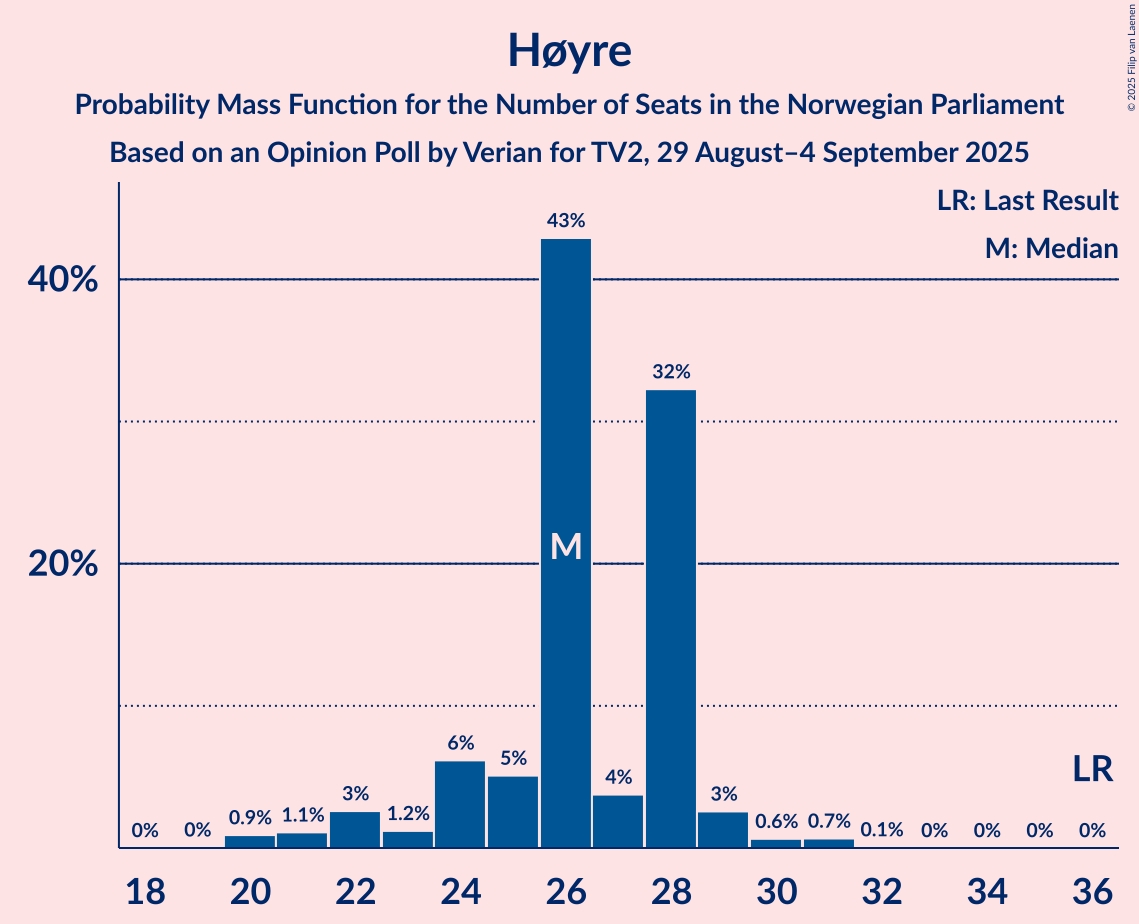 Høyre
Probability Mass Function for the Number of Seats in the Norwegian Parliament
Based on an Opinion Poll by Verian for TV2, 29 August–4 September 2025
© 2025 Filip van Laenen
LR: Last Result
M: Median
40%
20%
0%
0%
0.9%
1.1%
3%
1.2%
6%
5%
43%
4%
32%
3%
0.6%
0.7%
0.1%
0%
0%
0%
0%
M
LR
18 20 22 24 26 28 30 32 34 36